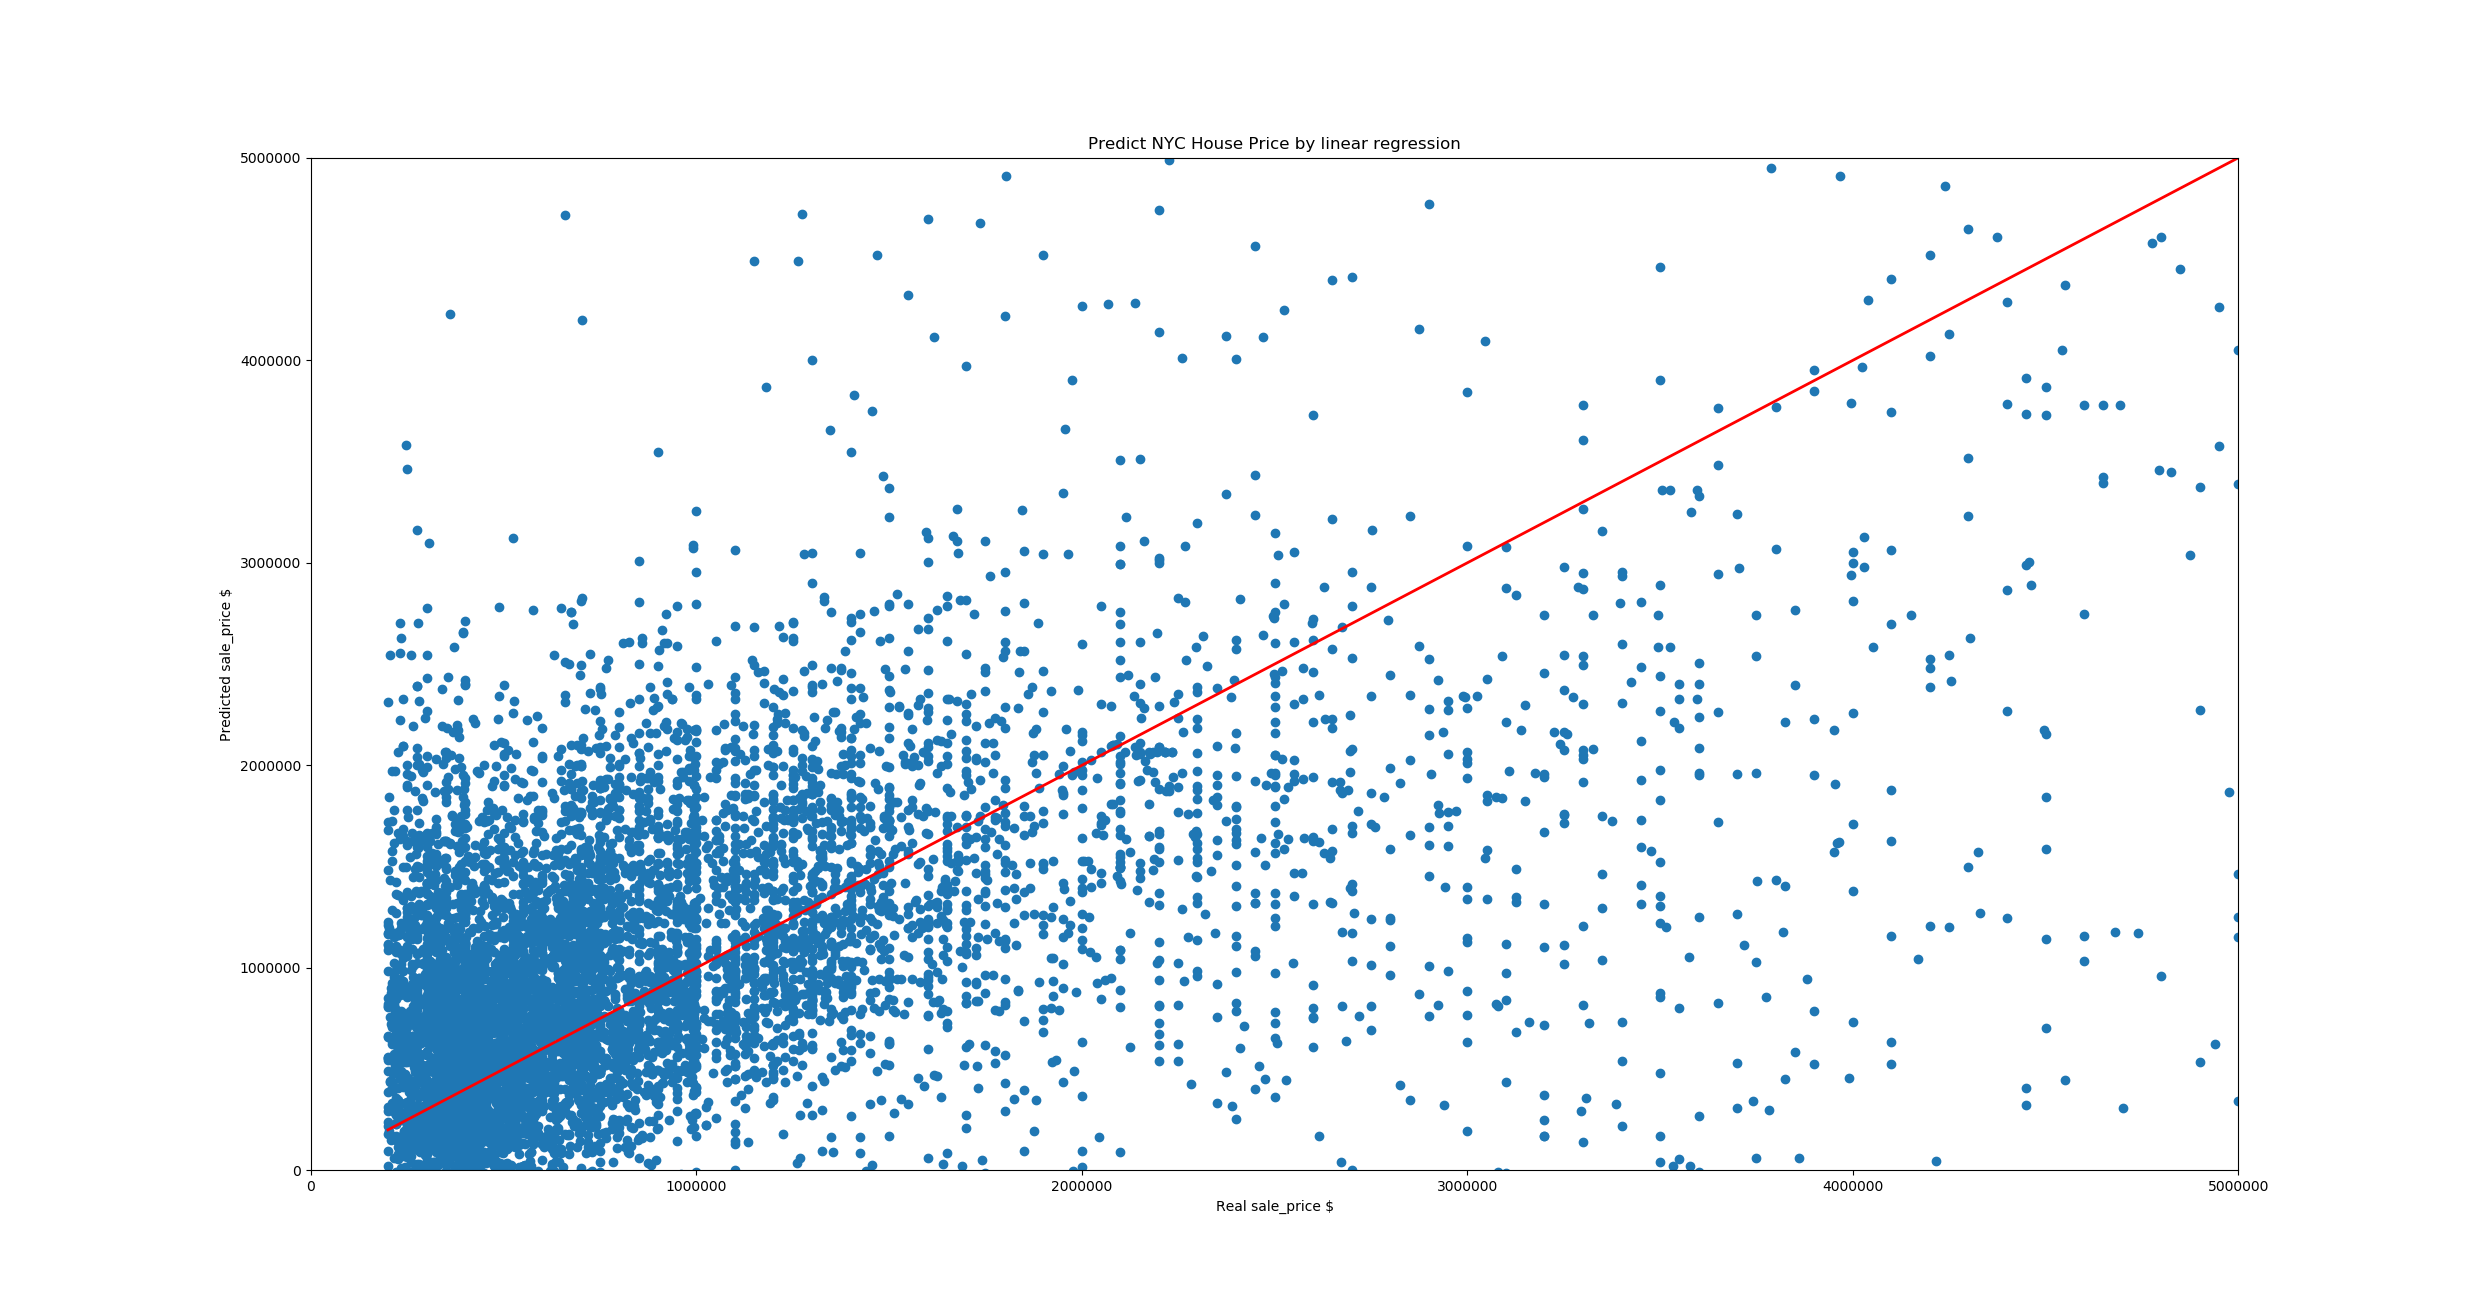 Predict NYC House Price by linear regression
5000000
4000000
3000000
2000000
1000000
0
Predicted sale_price $
0 1000000 2000000 3000000 4000000 5000000
Real sale_price $